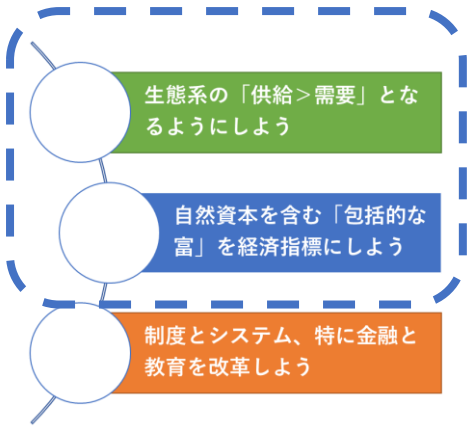 生態系の「供給＞需要」とな
るようにしよう
自然資本を含む「包括的な
富」を経済指標にしよう
制度とシステム、特に金融と
教育を改革しよう